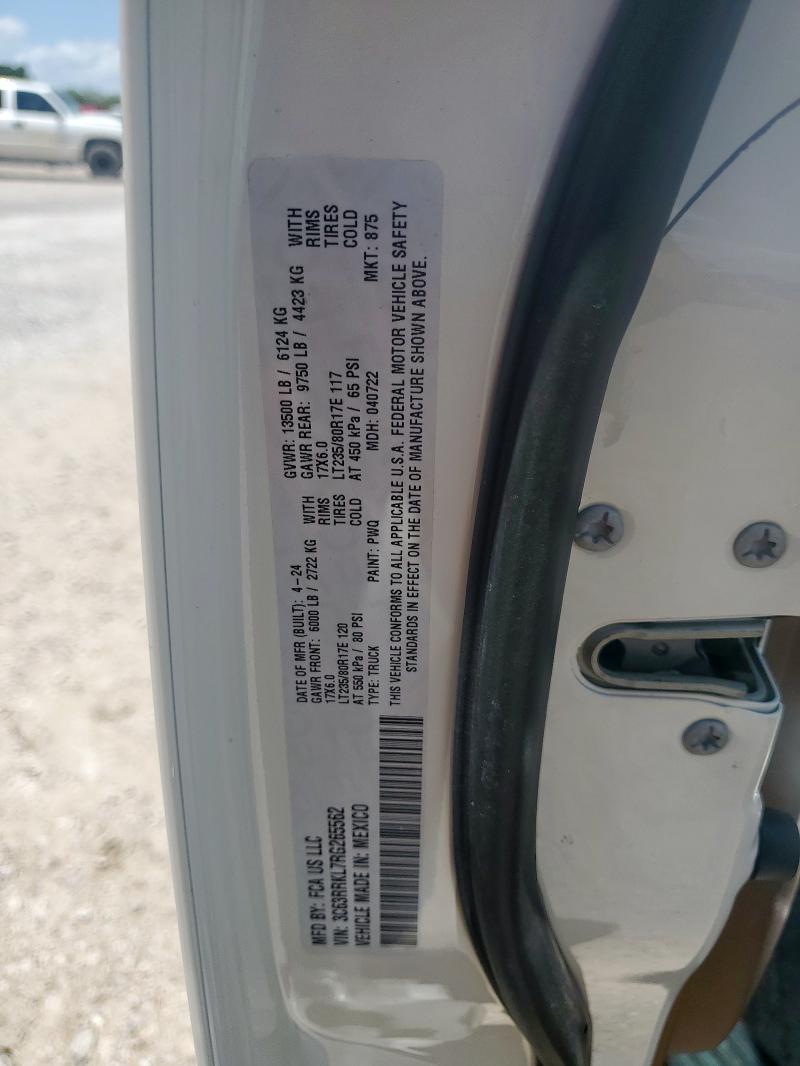 MFD BY: FCA US LLC
VIN: 3C63RRKL7RG265562
VEHICLE MADE IN: MEXICO
DATE OF MFR (BUILT): 4-24
GVWR: 13500 LB / 6124 KG
GAWR FRONT: 6000 LB / 2722 KG WITH
GAWR REAR: 9750 LB / 4423 KG WITH
17X6.0 RIMS
17X6.0 RIMS
LT235/80R17E 120 TIRES
LT235/80R17E 117 TIRES
AT 550 kPa / 80 PSI COLD
AT 450 kPa / 65 PSI COLD
TYPE: TRUCK PAINT: PWQ MDH: 040722 MKT: 875
THIS VEHICLE CONFORMS TO ALL APPLICABLE U.S.A. FEDERAL MOTOR VEHICLE SAFETY
STANDARDS IN EFFECT ON THE DATE OF MANUFACTURE SHOWN ABOVE.